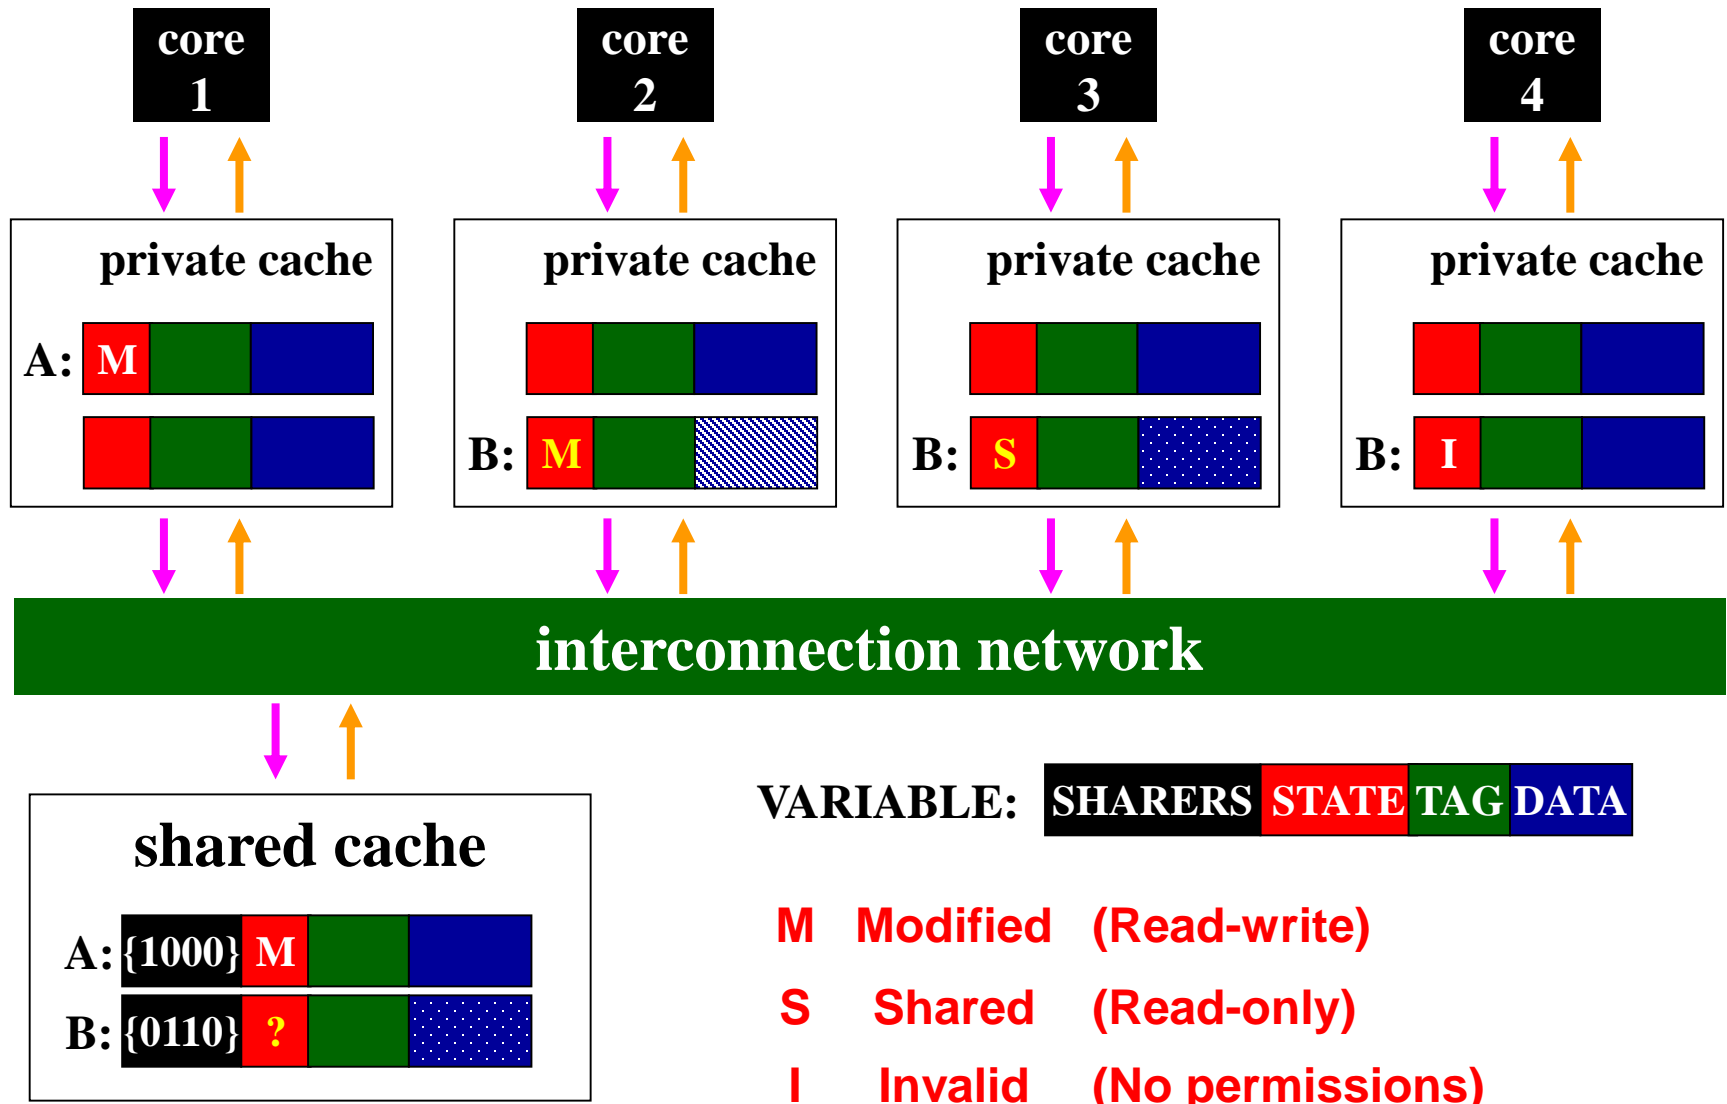 core
1
core
2
core
3
core
4
private cache
private cache
private cache
private cache
A: M
B: M
B: S
B: I
interconnection network
VARIABLE: SHARERS STATE TAG DATA
shared cache
A: {1000} M
B: {0110} ?
M Modified (Read-write)
S Shared (Read-only)
I Invalid (No permissions)